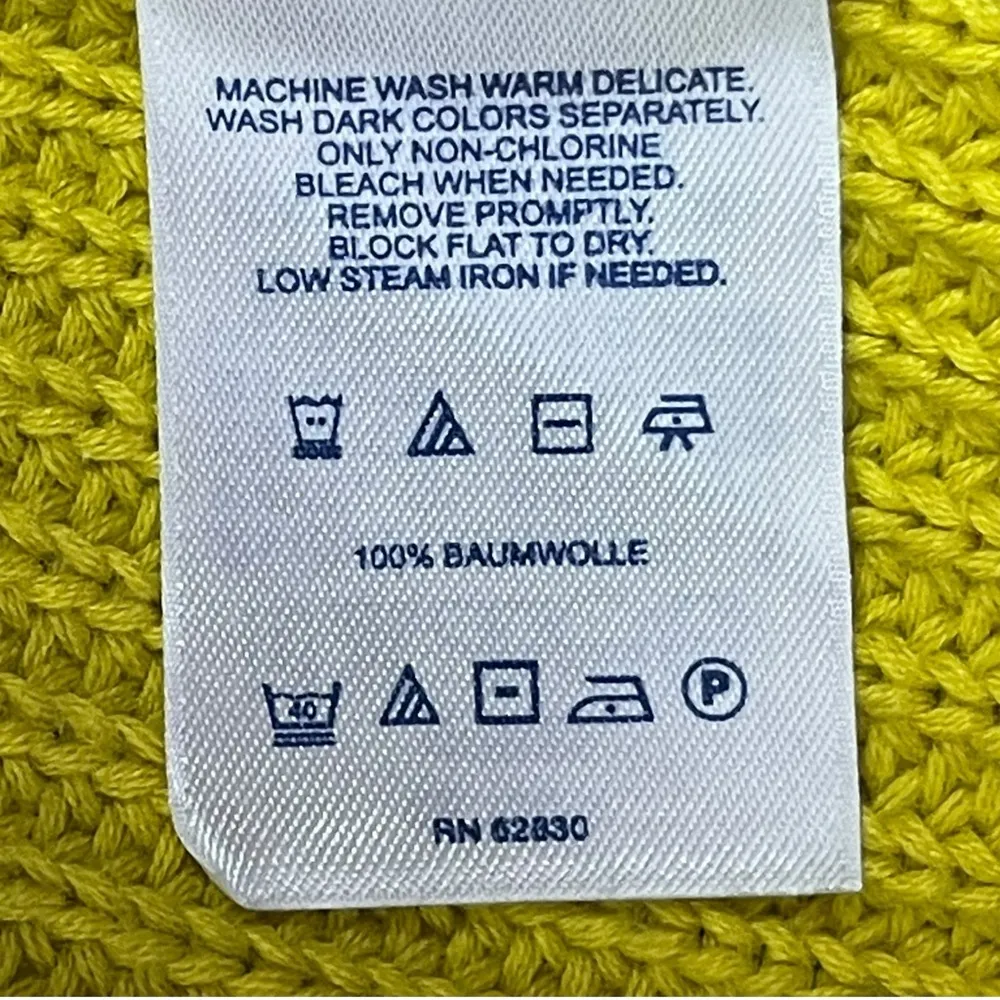 MACHINE WASH WARM DELICATE.
WASH DARK COLORS SEPARATELY.
ONLY NON-CHLORINE
BLEACH WHEN NEEDED.
REMOVE PROMPTLY.
BLOCK FLAT TO DRY.
LOW STEAM IRON IF NEEDED.
100% BAUMWOLLE
40 P
RN 62830